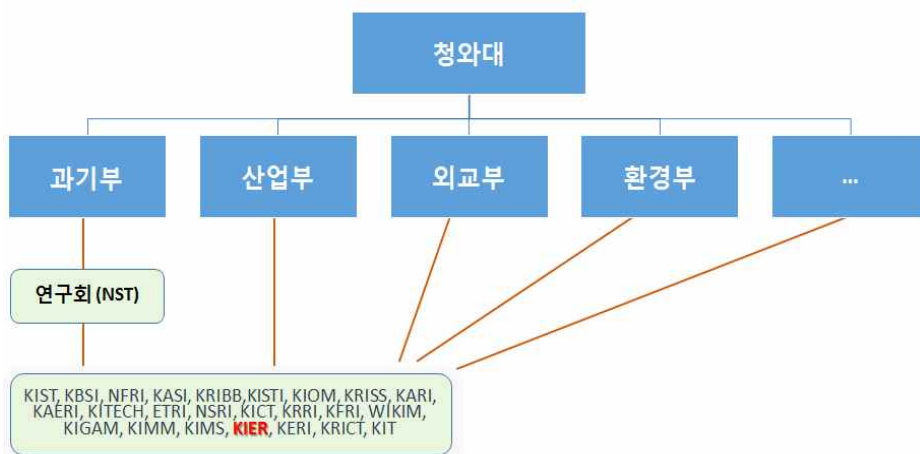 청와대
과기부
산업부
외교부
환경부
...
연구회 (NST)
KIST, KBSI, NFRI, KASI, KRIBB,KISTI, KIOM, KRISS, KARI,
KAERI, KITECH, ETRI, NSRI, KICT, KRRI, KFRI, WIKIM,
KIGAM, KIMM, KIMS, KIER, KERI, KRICT, KIT